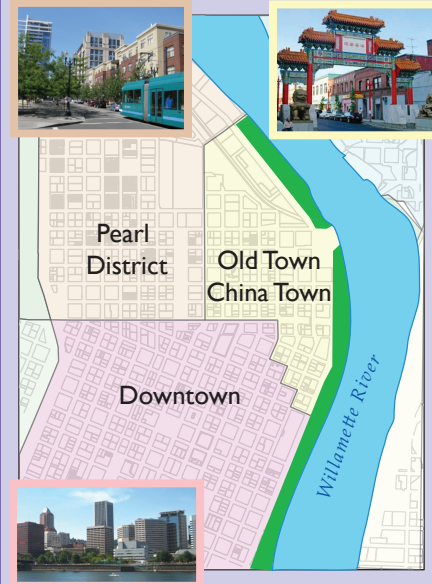 Pearl
District
Old Town
China Town
Downtown
Willamette River